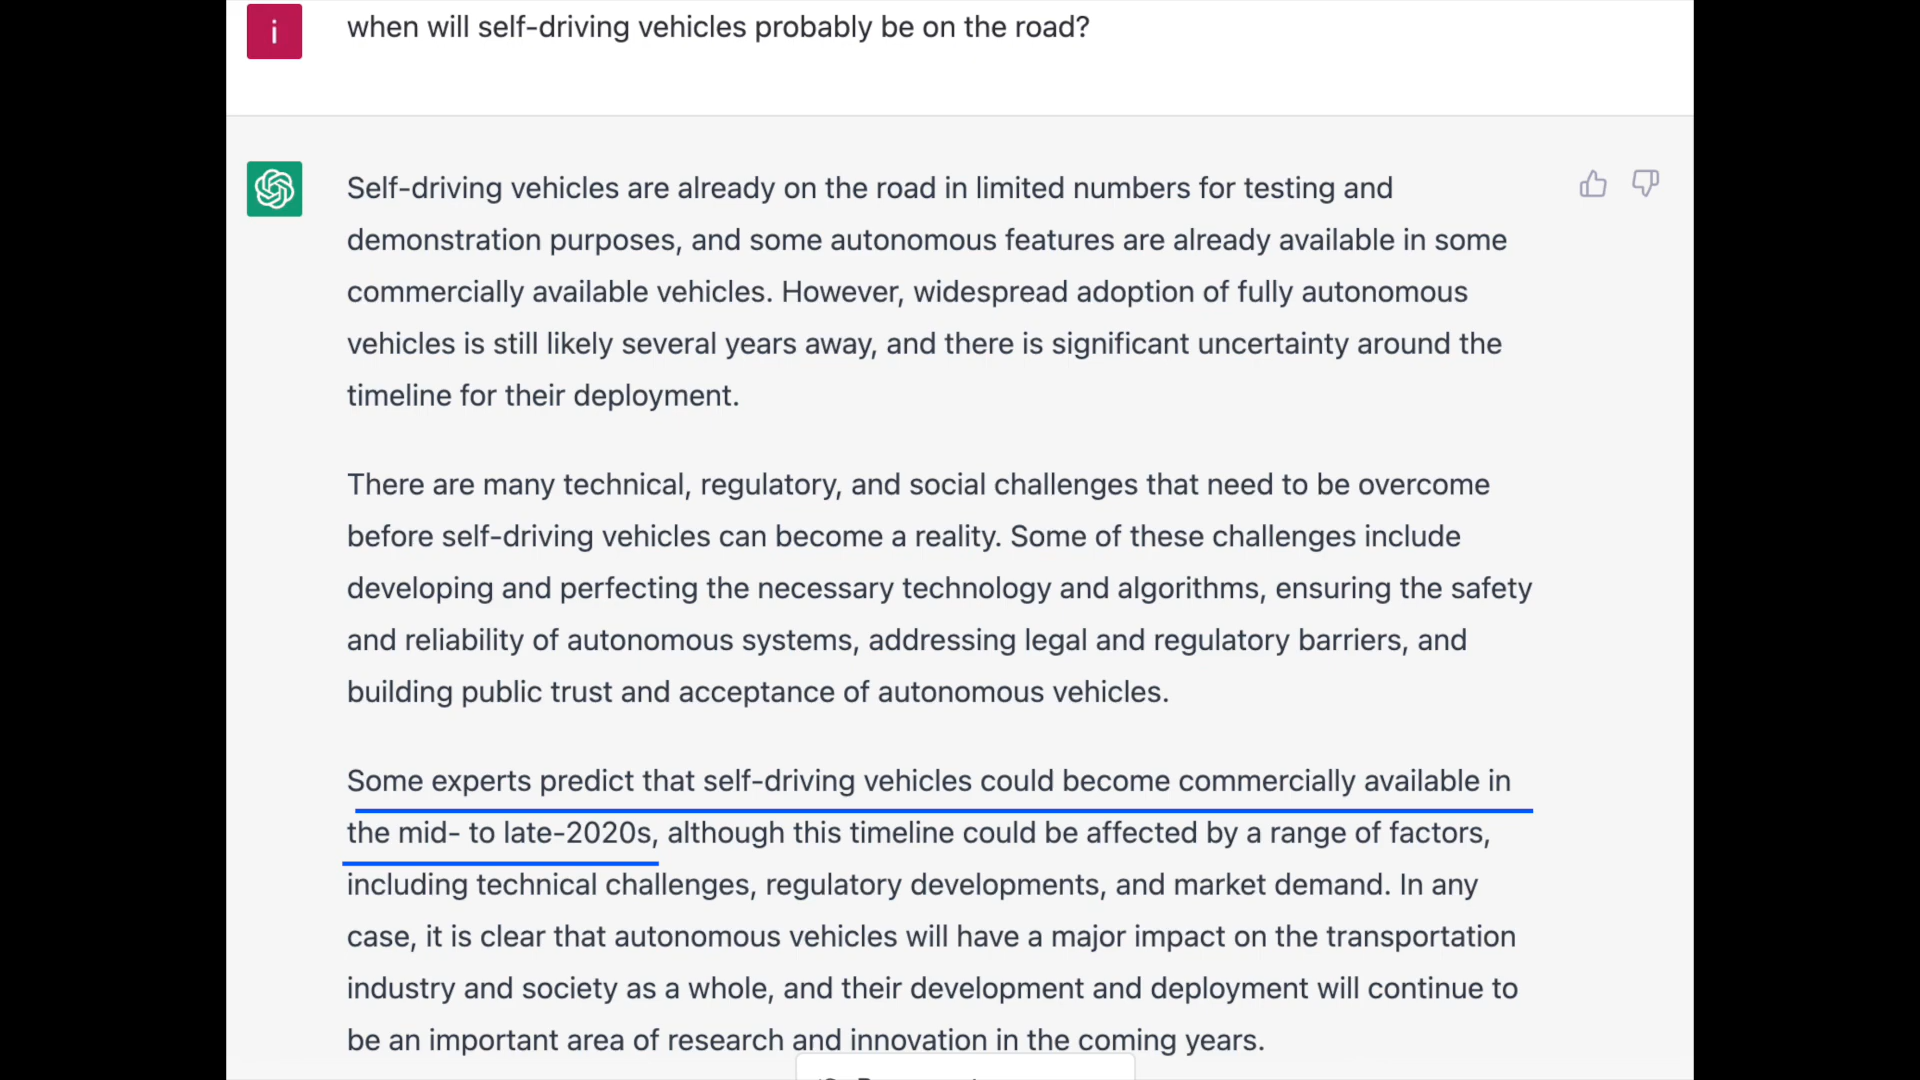 i
when will self-driving vehicles probably be on the road?
Self-driving vehicles are already on the road in limited numbers for testing and
demonstration purposes, and some autonomous features are already available in some
commercially available vehicles. However, widespread adoption of fully autonomous
vehicles is still likely several years away, and there is significant uncertainty around the
timeline for their deployment.
There are many technical, regulatory, and social challenges that need to be overcome
before self-driving vehicles can become a reality. Some of these challenges include
developing and perfecting the necessary technology and algorithms, ensuring the safety
and reliability of autonomous systems, addressing legal and regulatory barriers, and
building public trust and acceptance of autonomous vehicles.
Some experts predict that self-driving vehicles could become commercially available in
the mid- to late-2020s, although this timeline could be affected by a range of factors,
including technical challenges, regulatory developments, and market demand. In any
case, it is clear that autonomous vehicles will have a major impact on the transportation
industry and society as a whole, and their development and deployment will continue to
be an important area of research and innovation in the coming years.